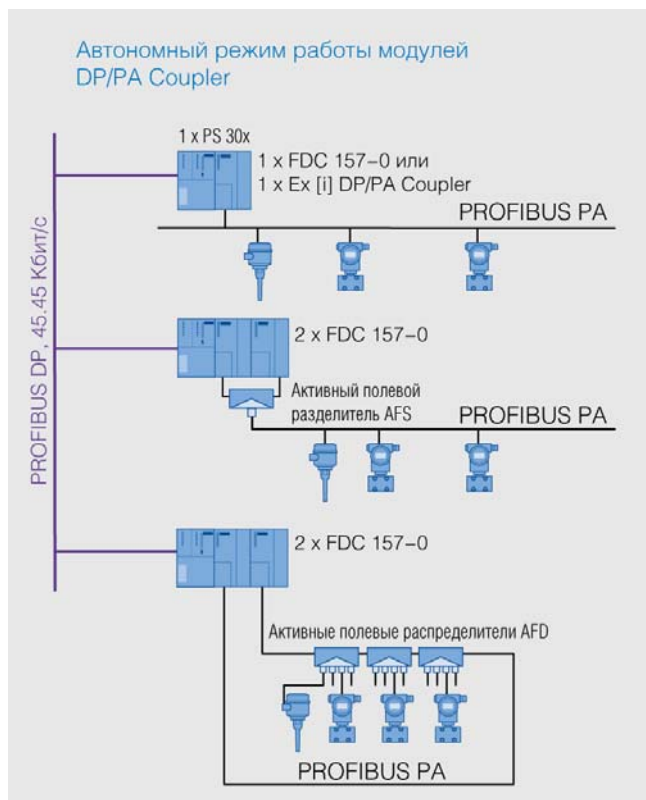 Автономный режим работы модулей
DP/PA Coupler
1 x PS 30x
1 x FDC 157–0 или
1 x Ex [i] DP/PA Coupler
PROFIBUS PA
PROFIBUS DP, 45.45 Кбит/с
2 x FDC 157–0
Активный полевой
разделитель AFS
PROFIBUS PA
2 x FDC 157–0
Активные полевые распределители AFD
PROFIBUS PA